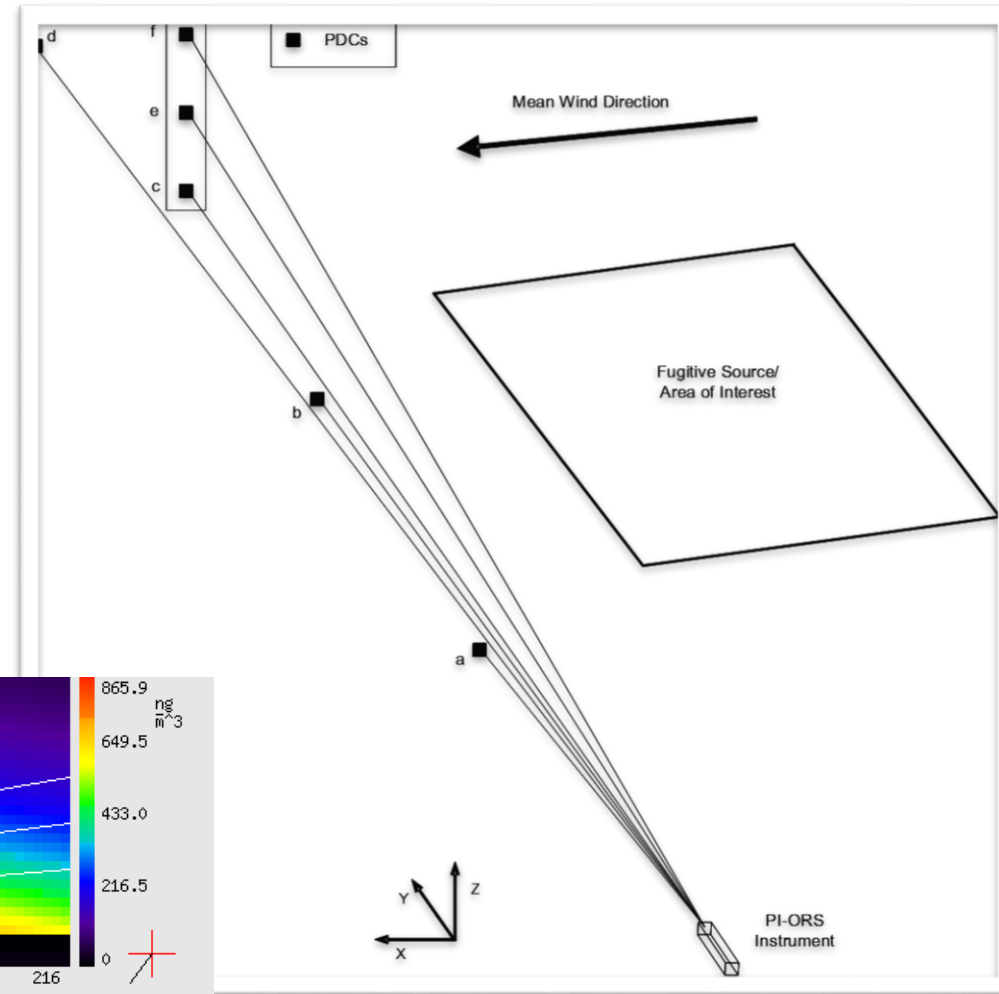 d
f
PDCs
Mean Wind Direction
e
c
Fugitive Source/
Area of Interest
b
a
865.9
ng
m^3
649.5
433.0
216.5
0
216
Z
Y
X
PI-ORS
Instrument